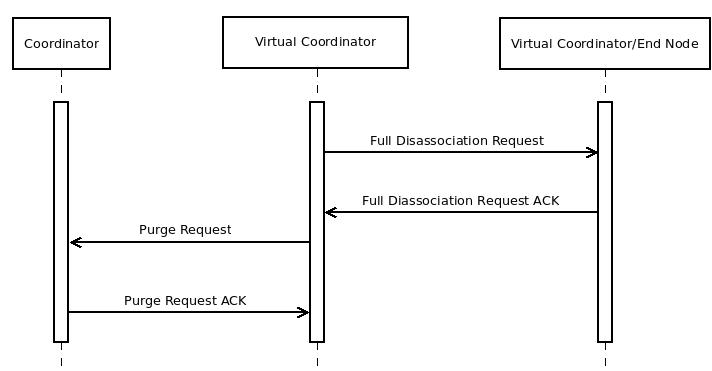 Coordinator
Virtual Coordinator
Virtual Coordinator/End Node
Full Disassociation Request
Full Diassociation Request ACK
Purge Request
Purge Request ACK